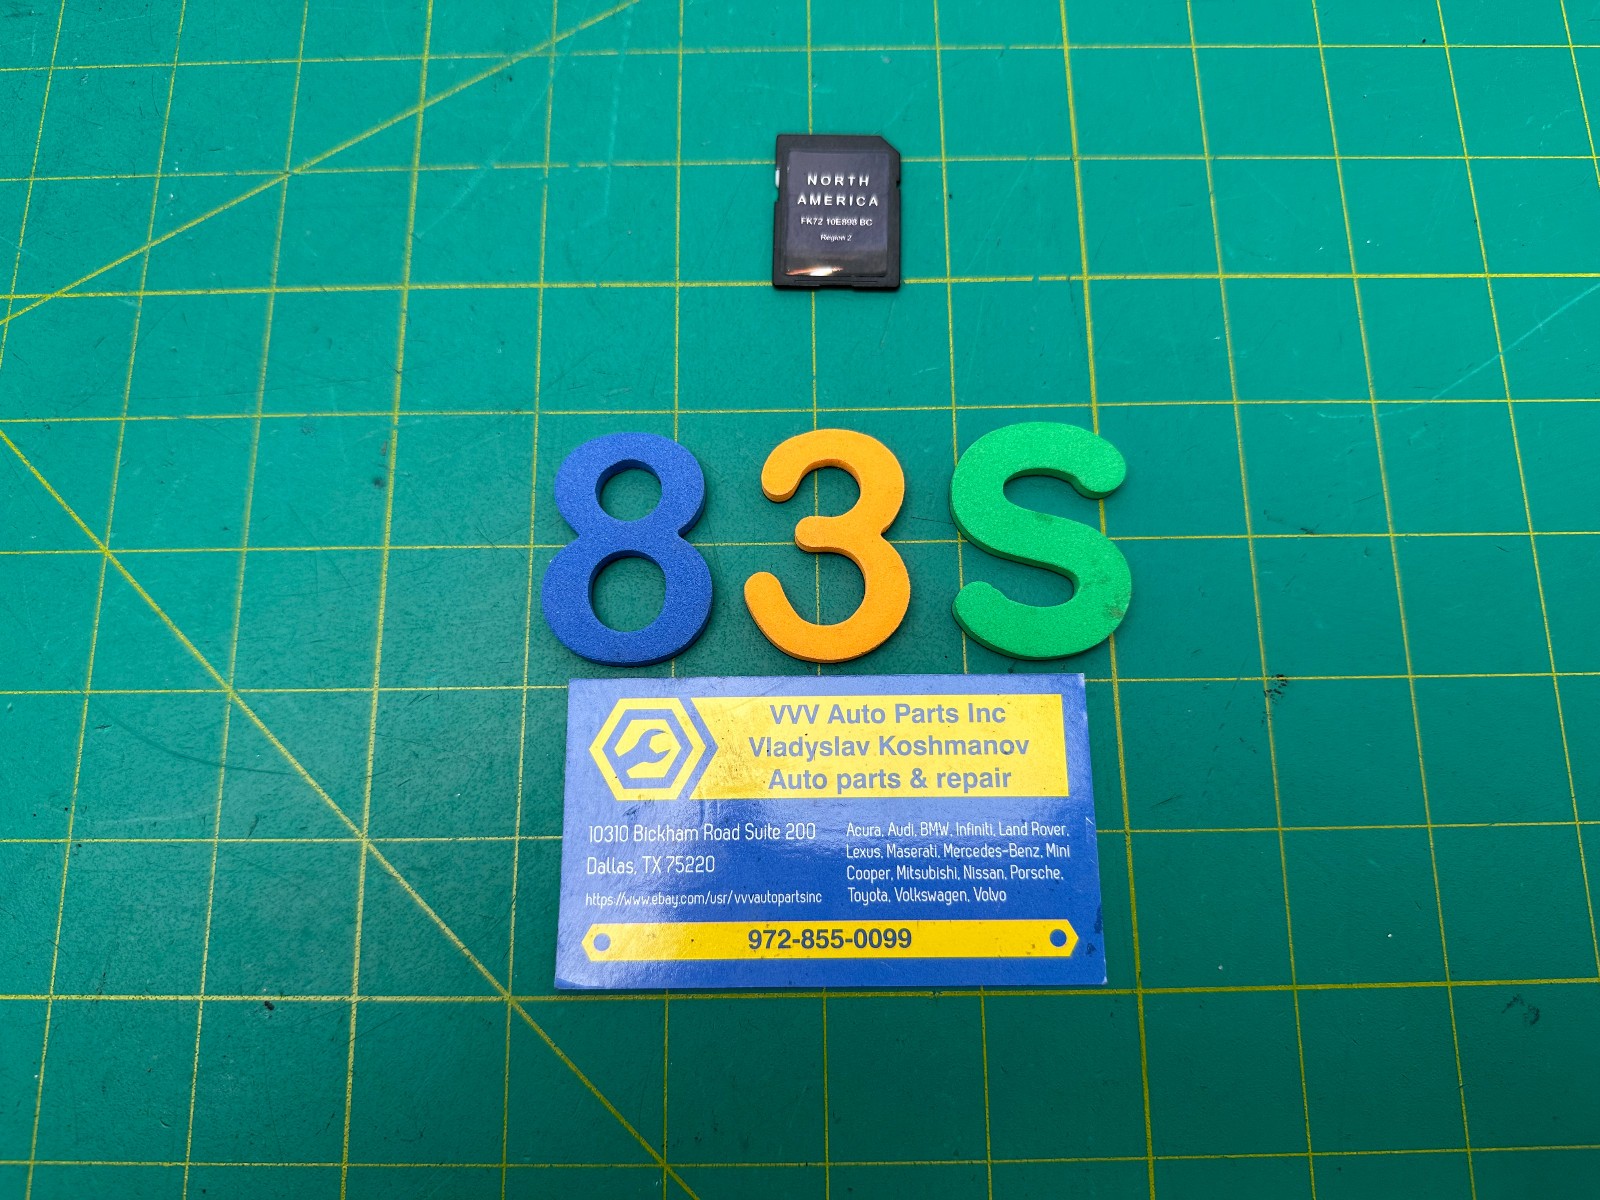 NORTH
AMERICA
FK72 10E898 BC
Region 2
83S
VVV Auto Parts Inc
Vladyslav Koshmanov
Auto parts & repair
10310 Bickham Road Suite 200
Dallas, TX 75220
https://www.ebay.com/usr/vvvautopartsinc
Acura, Audi, BMW, Infiniti, Land Rover,
Lexus, Maserati, Mercedes-Benz, Mini
Cooper, Mitsubishi, Nissan, Porsche,
Toyota, Volkswagen, Volvo
972-855-0099